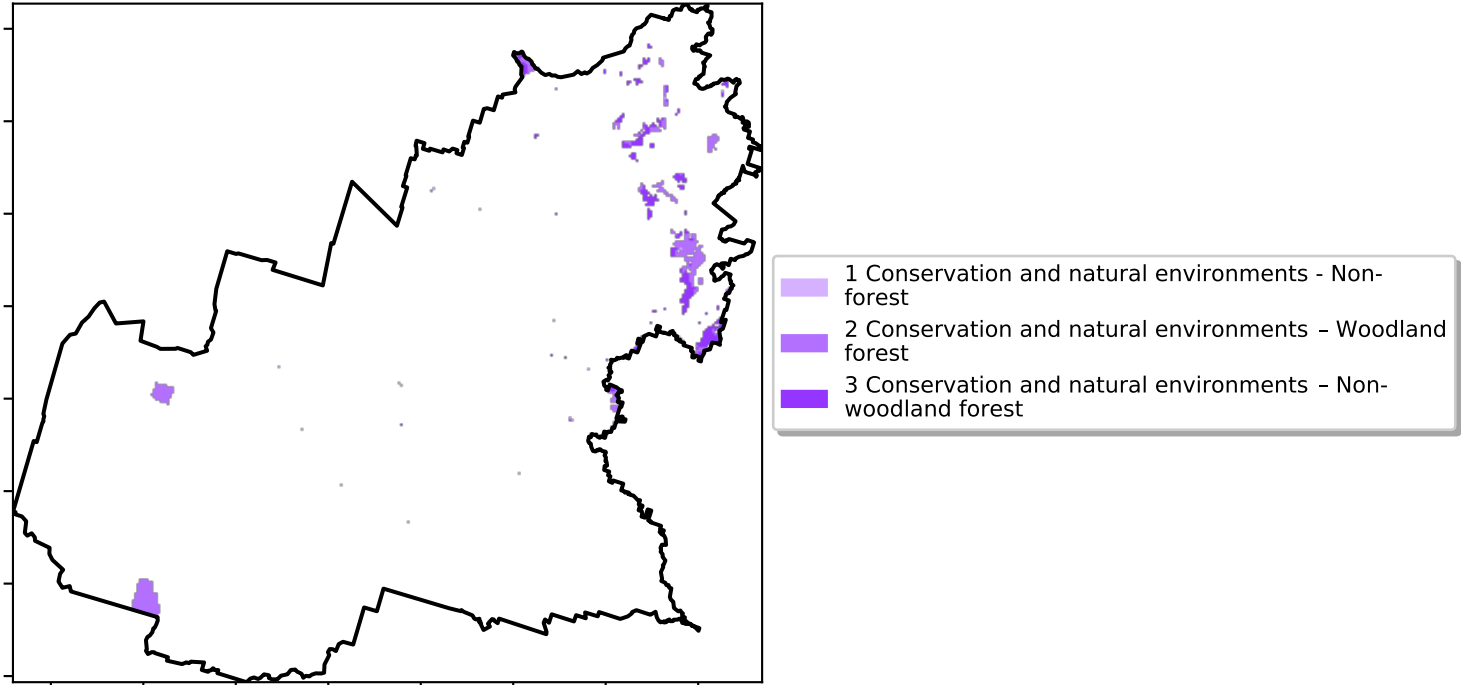 1 Conservation and natural environments - Non-
forest
2 Conservation and natural environments – Woodland
forest
3 Conservation and natural environments – Non-
woodland forest